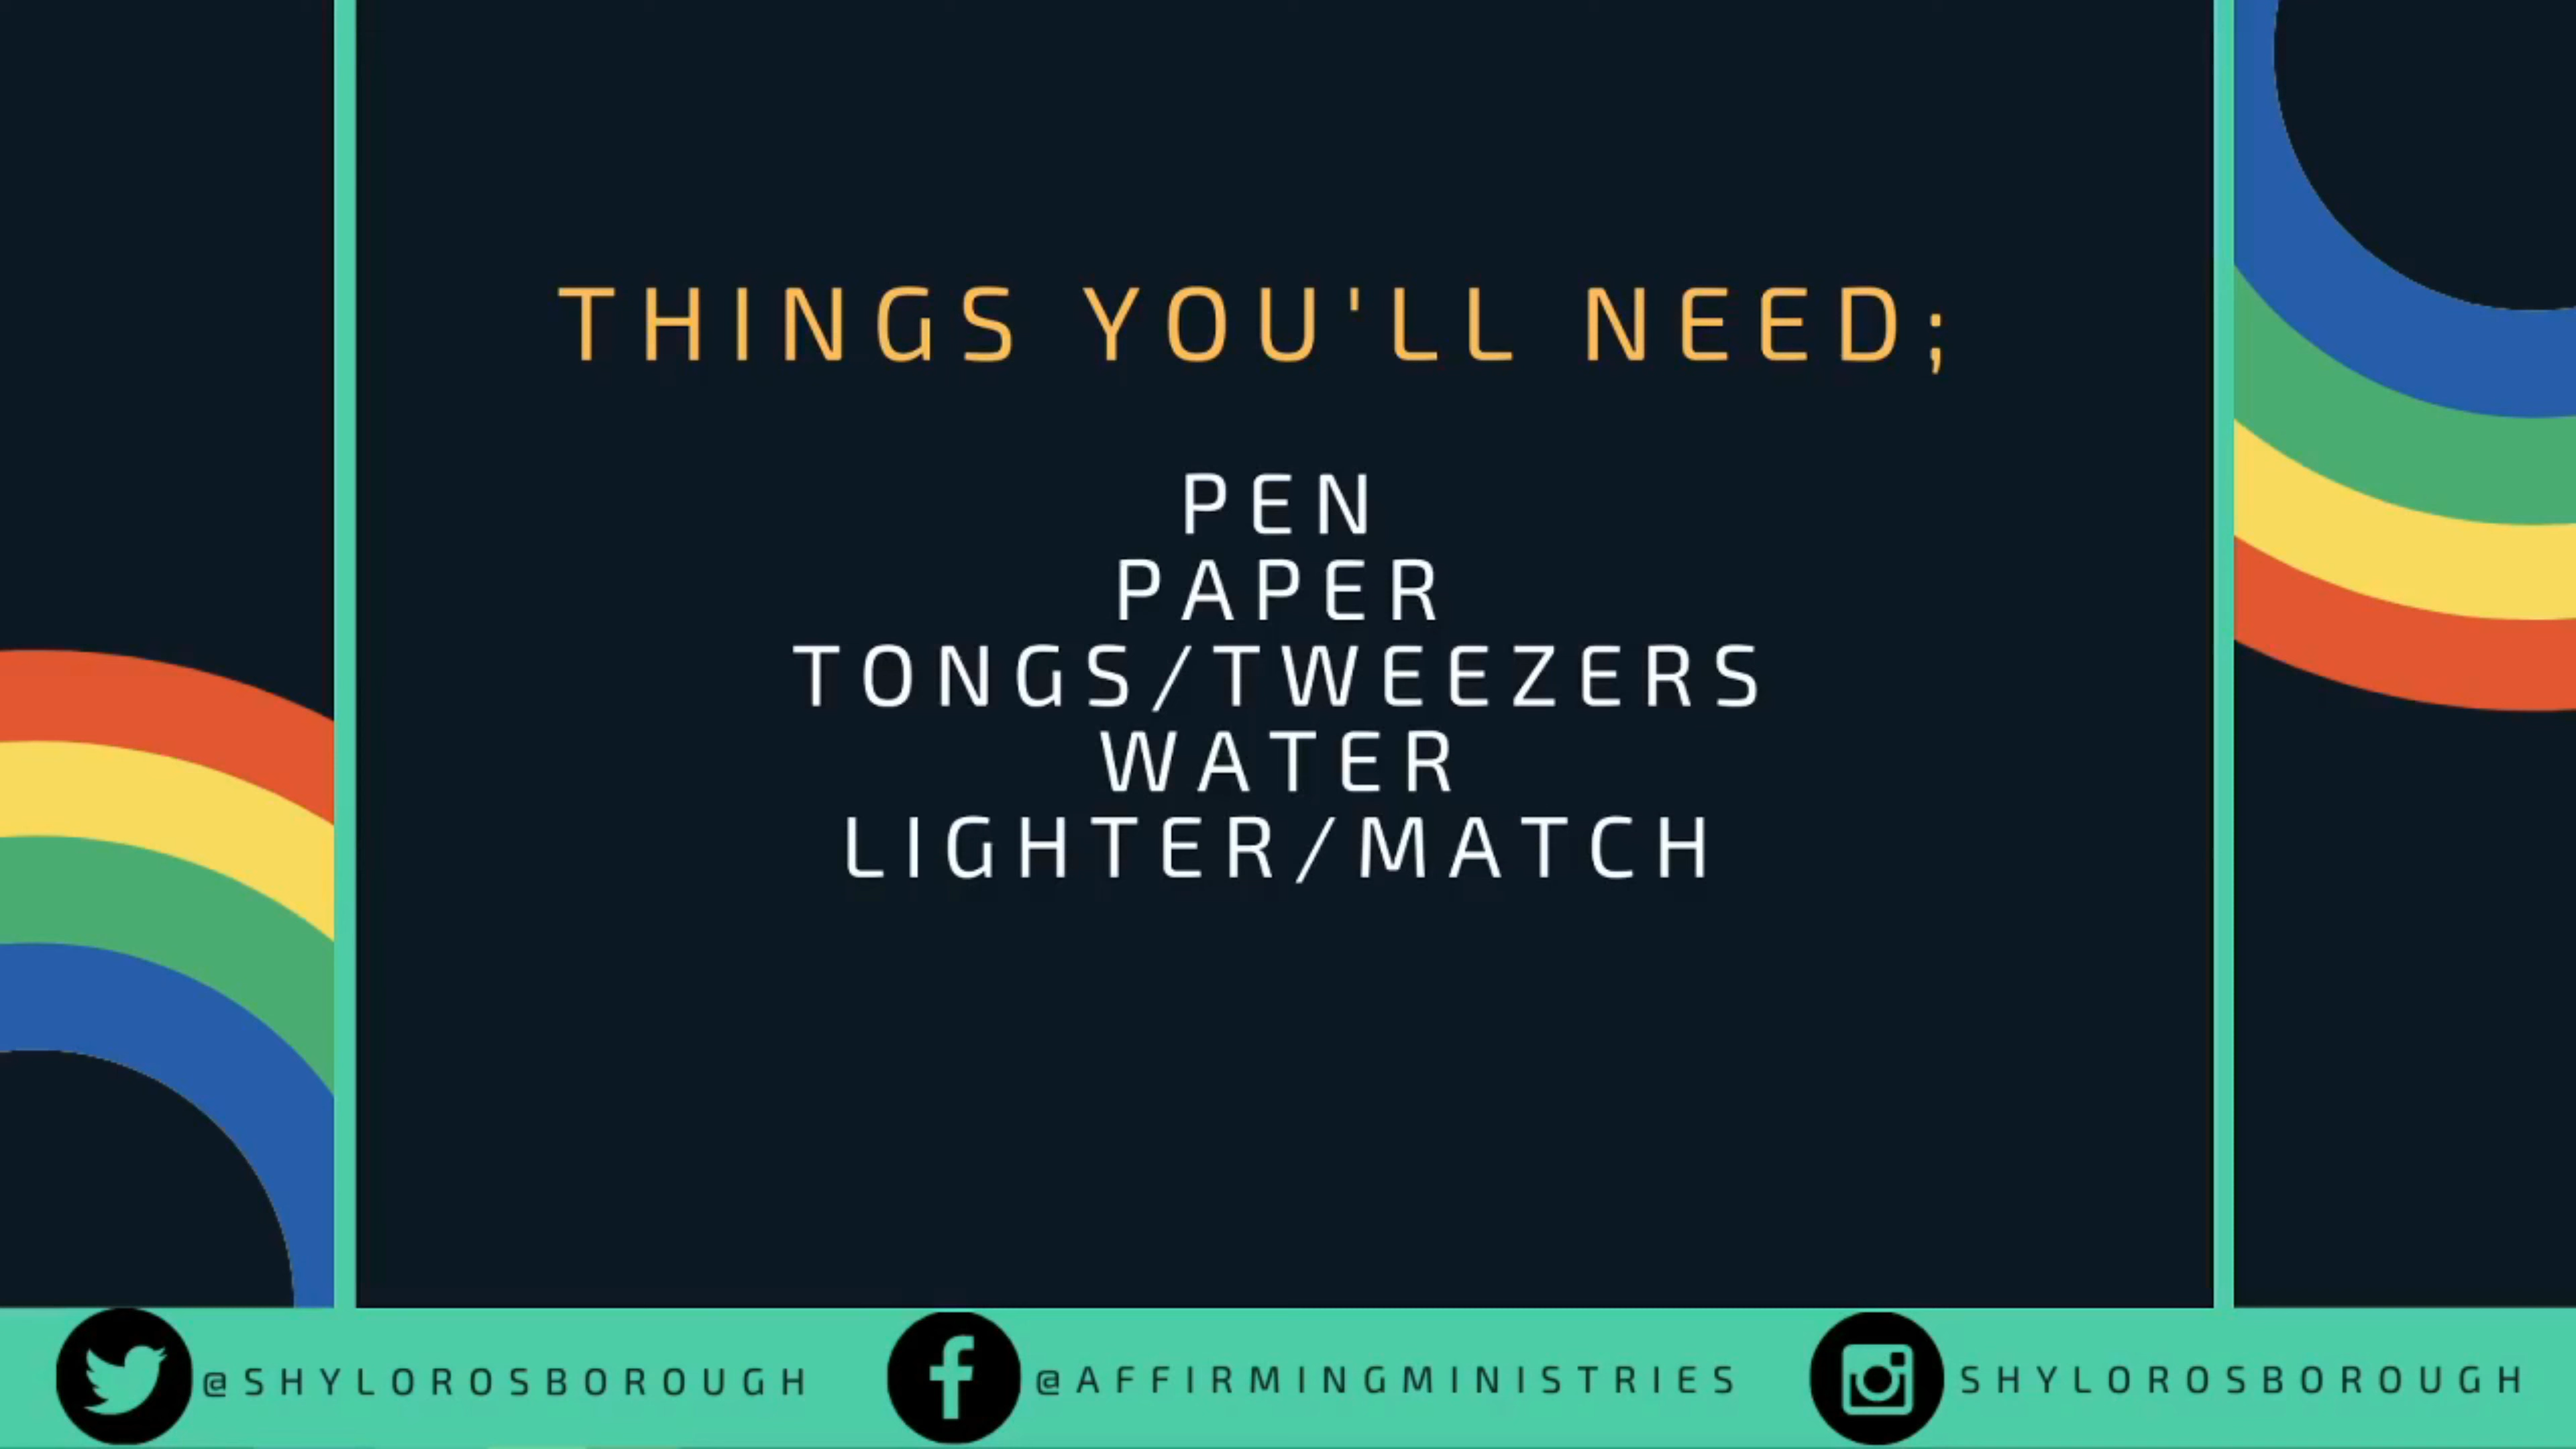 THINGS YOU'LL NEED;
PEN
PAPER
TONGS/TWEEZERS
WATER
LIGHTER/MATCH
@SHYLOROSBOROUGH
@AFFIRMINGMINISTRIES
SHYLOROSBOROUGH